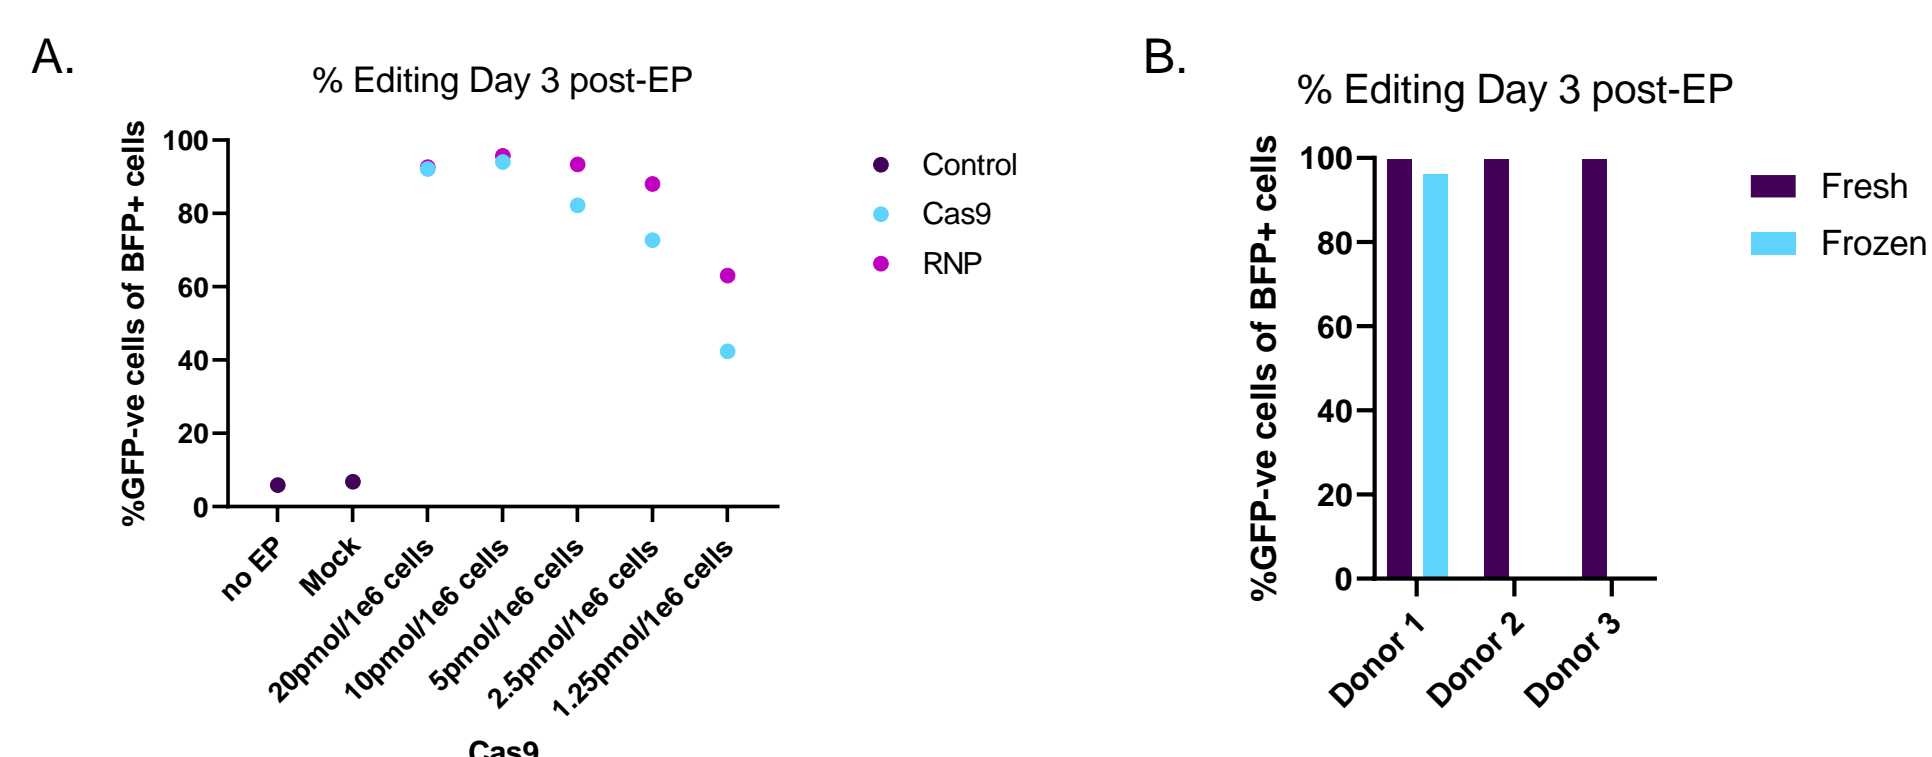 A.
% Editing Day 3 post-EP
%GFP-ve cells of BFP+ cells
100
80
60
40
20
0
no EP
Mock
20pmol/1e6 cells
10pmol/1e6 cells
5pmol/1e6 cells
2.5pmol/1e6 cells
1.25pmol/1e6 cells
Cas9
Control
Cas9
RNP
B.
% Editing Day 3 post-EP
%GFP-ve cells of BFP+ cells
100
80
60
40
20
0
Donor 1
Donor 2
Donor 3
Fresh
Frozen